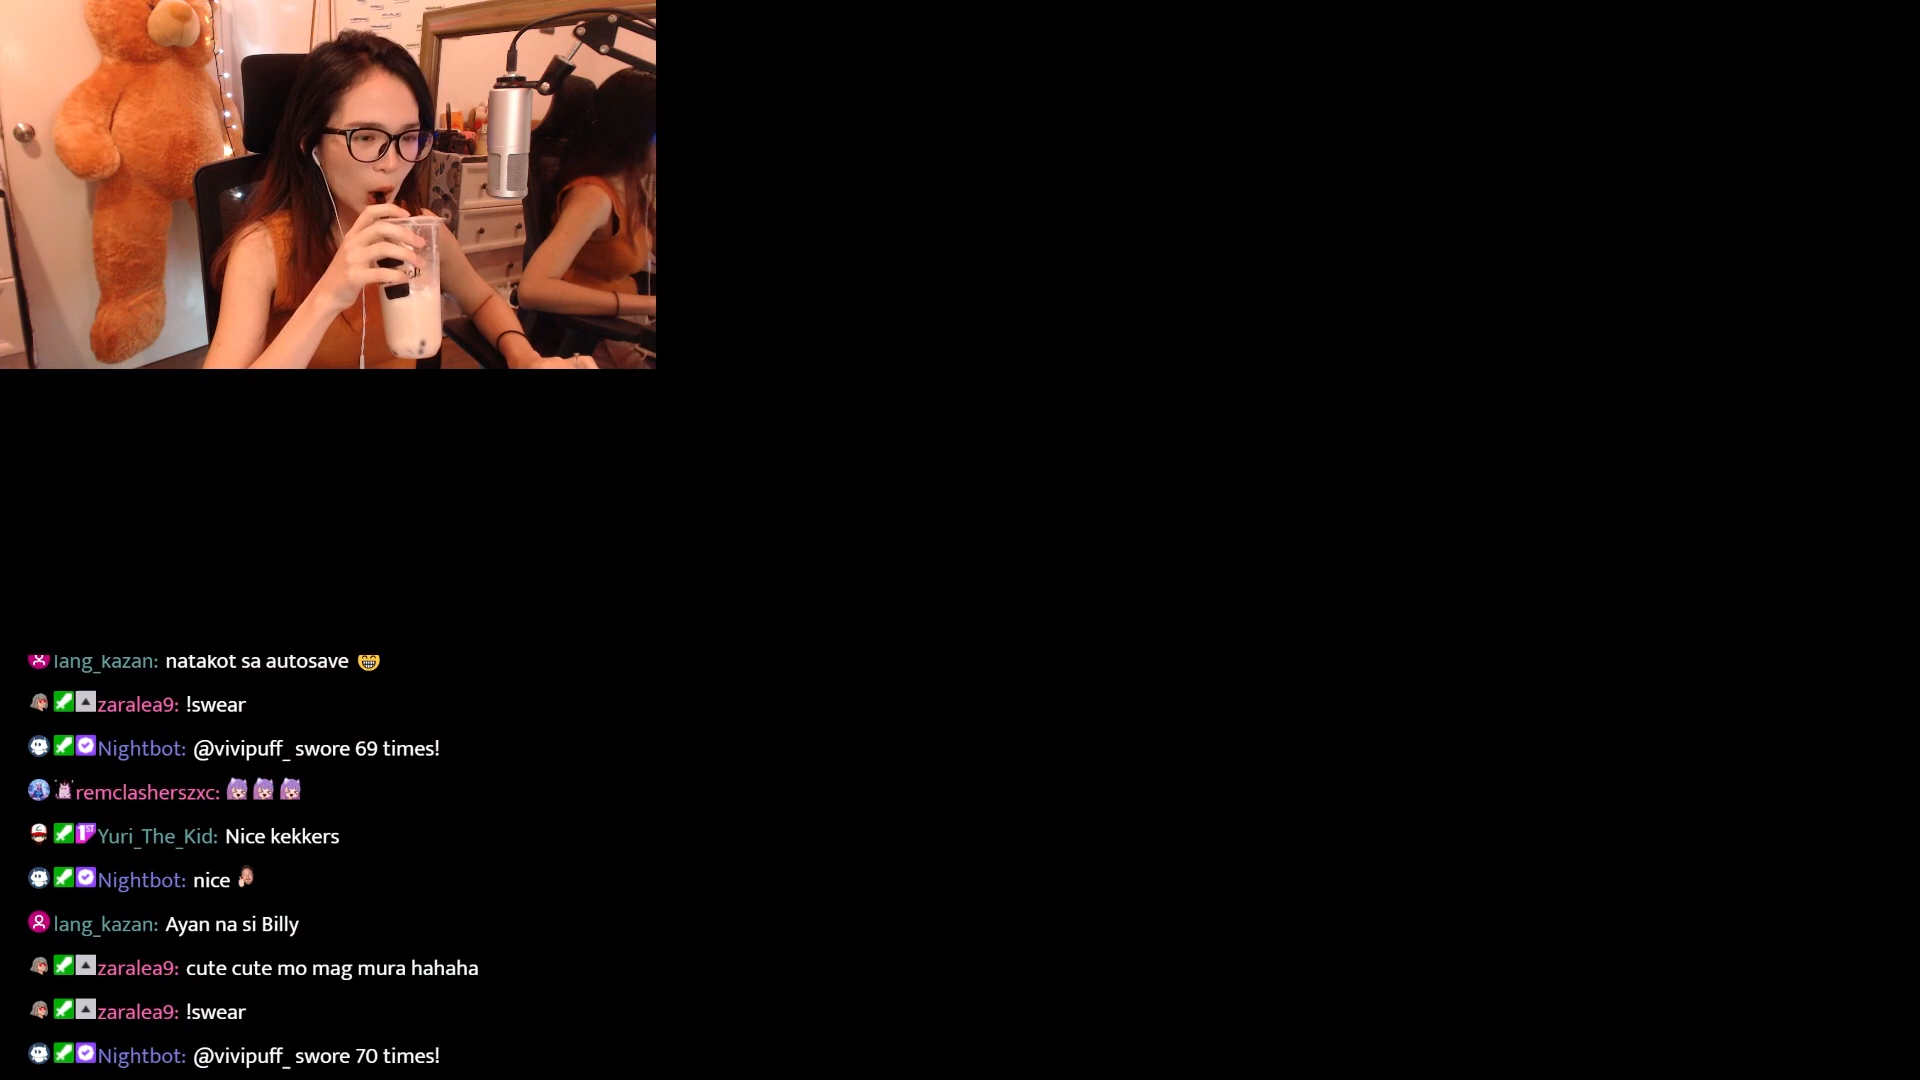 lang_kazan: natakot sa autosave 😁
zaralea9: !swear
Nightbot: @vivipuff_ swore 69 times!
remclasherszxc:
Yuri_The_Kid: Nice kekkers
Nightbot: nice
lang_kazan: Ayan na si Billy
zaralea9: cute cute mo mag mura hahaha
zaralea9: !swear
Nightbot: @vivipuff_ swore 70 times!